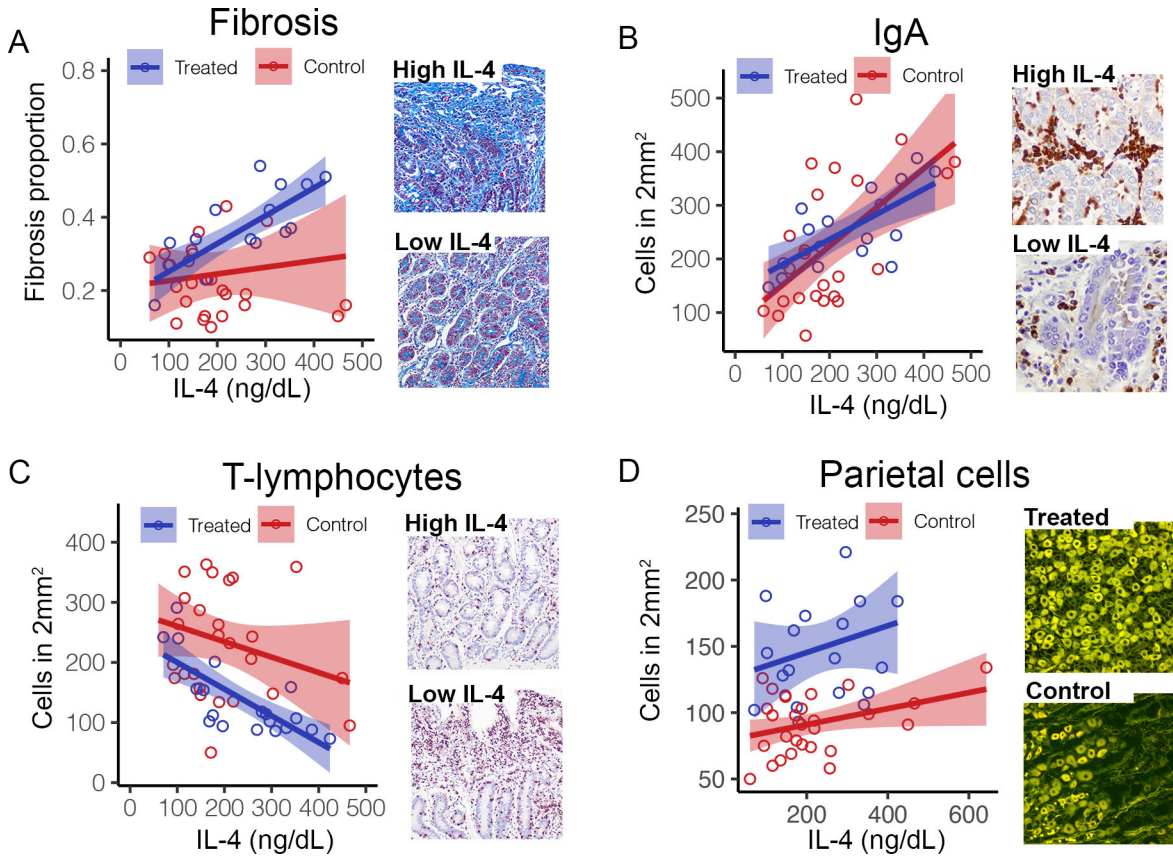 A
Fibrosis
Treated
Control
0.8
0.6
0.4
0.2
Fibrosis proportion
0 100 200 300 400 500
IL-4 (ng/dL)
High IL-4
Low IL-4
B
IgA
Treated
Control
500
400
300
200
100
Cells in 2mm²
0 100 200 300 400 500
IL-4 (ng/dL)
High IL-4
Low IL-4
C
T-lymphocytes
Treated
Control
400
300
200
100
0
Cells in 2mm²
0 100 200 300 400 500
IL-4 (ng/dL)
High IL-4
Low IL-4
D
Parietal cells
Treated
Control
250
200
150
100
50
Cells in 2mm²
200 400 600
IL-4 (ng/dL)
Treated
Control